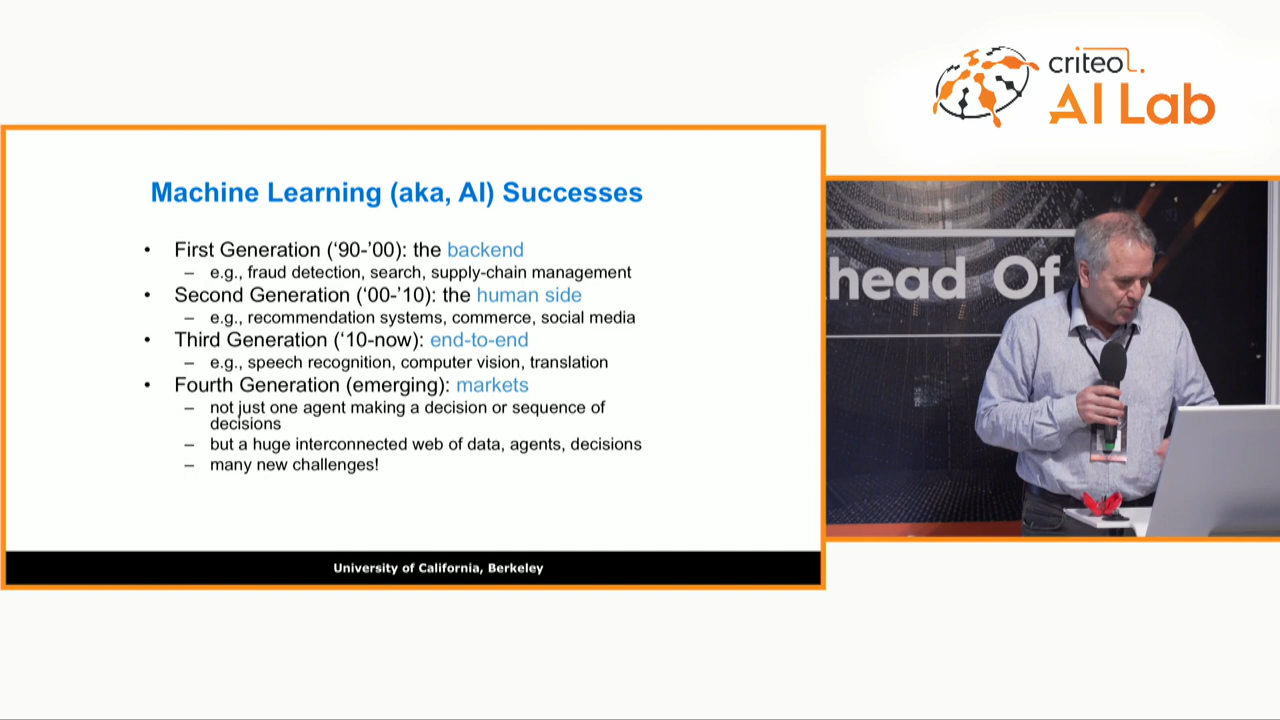 criteo
AI Lab
Machine Learning (aka, AI) Successes
• First Generation (‘90-’00): the backend
– e.g., fraud detection, search, supply-chain management
• Second Generation (‘00-’10): the human side
– e.g., recommendation systems, commerce, social media
• Third Generation (‘10-now): end-to-end
– e.g., speech recognition, computer vision, translation
• Fourth Generation (emerging): markets
– not just one agent making a decision or sequence of
decisions
– but a huge interconnected web of data, agents, decisions
– many new challenges!
University of California, Berkeley
head Of